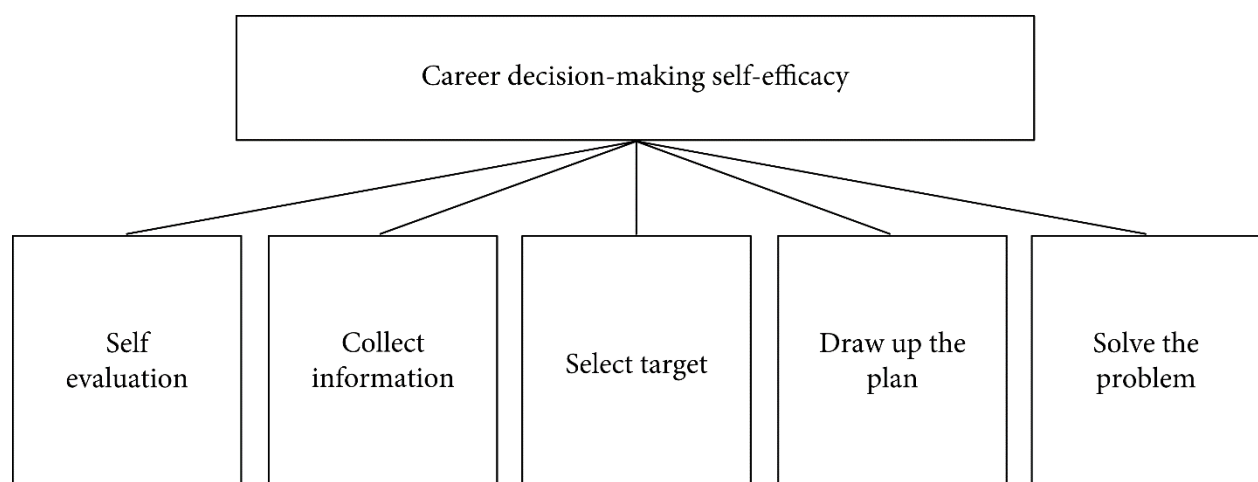 Career decision-making self-efficacy
Self
evaluation
Collect
information
Select target
Draw up the
plan
Solve the
problem